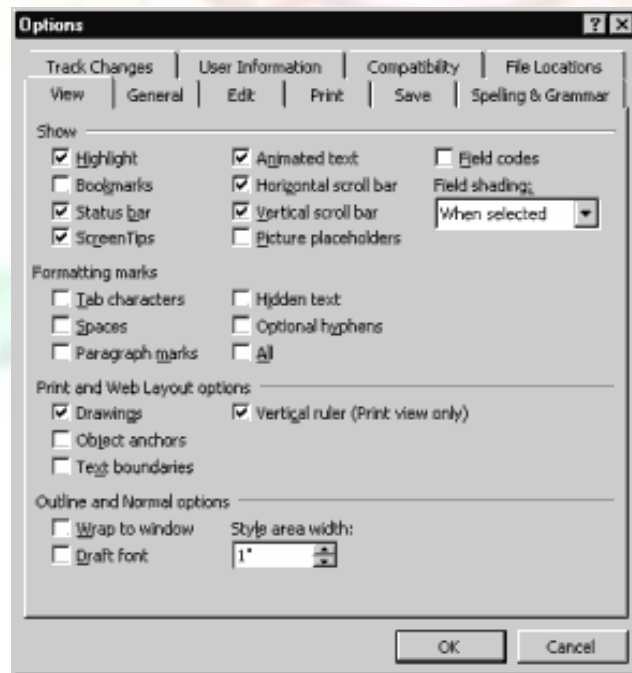 Options
Track Changes User Information Compatibility File Locations
View General Edit Print Save Spelling & Grammar
Show
Highlight Animated text Field codes
Bookmarks Horizontal scroll bar Field shading:
Status bar Vertical scroll bar When selected
ScreenTips Picture placeholders
Formatting marks
Tab characters Hidden text
Spaces Optional hyphens
Paragraph marks All
Print and Web Layout options
Drawings Vertical ruler (Print view only)
Object anchors
Text boundaries
Outline and Normal options
Wrap to window Style area width:
Draft font 1"
OK Cancel